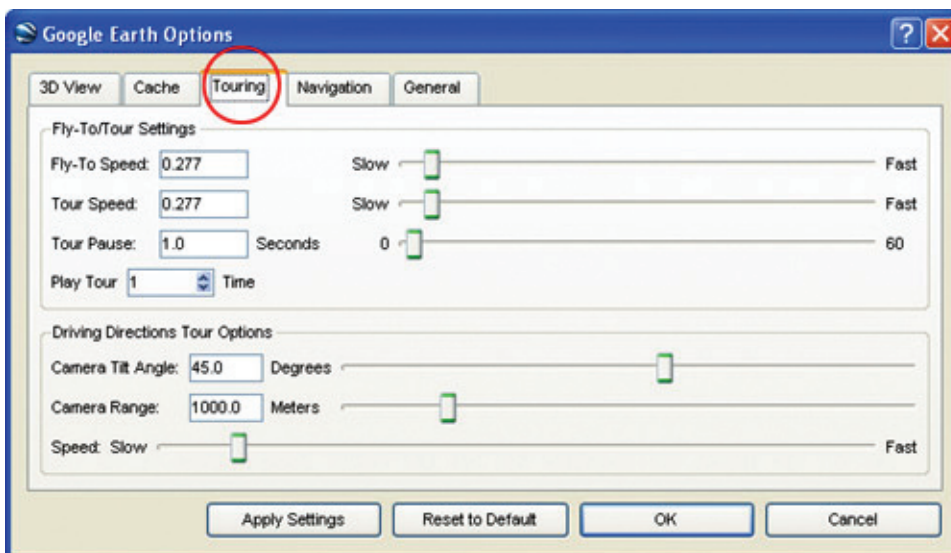 Google Earth Options
3D View Cache Touring Navigation General
Fly-To/Tour Settings
Fly-To Speed: 0.277 Slow Fast
Tour Speed: 0.277 Slow Fast
Tour Pause: 1.0 Seconds 0 60
Play Tour 1 Time
Driving Directions Tour Options
Camera Tilt Angle: 45.0 Degrees
Camera Range: 1000.0 Meters
Speed: Slow Fast
Apply Settings Reset to Default OK Cancel